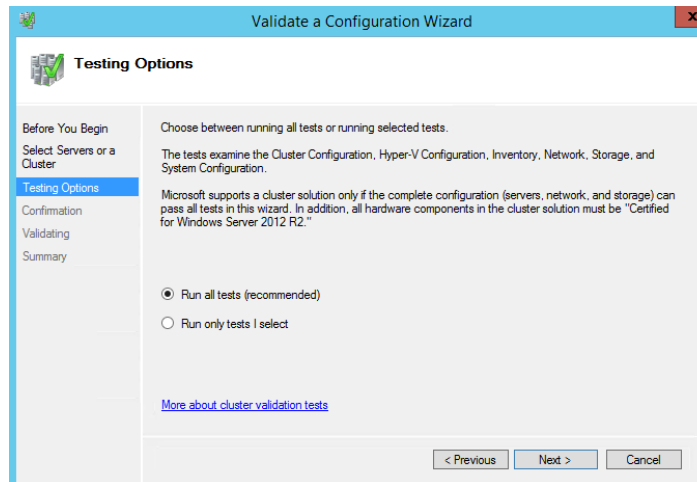 Validate a Configuration Wizard
x
Testing Options
Before You Begin
Select Servers or a
Cluster
Testing Options
Confirmation
Validating
Summary
Choose between running all tests or running selected tests.
The tests examine the Cluster Configuration, Hyper-V Configuration, Inventory, Network, Storage, and
System Configuration.
Microsoft supports a cluster solution only if the complete configuration (servers, network, and storage) can
pass all tests in this wizard. In addition, all hardware components in the cluster solution must be "Certified
for Windows Server 2012 R2."
Run all tests (recommended)
Run only tests I select
More about cluster validation tests
< Previous
Next >
Cancel